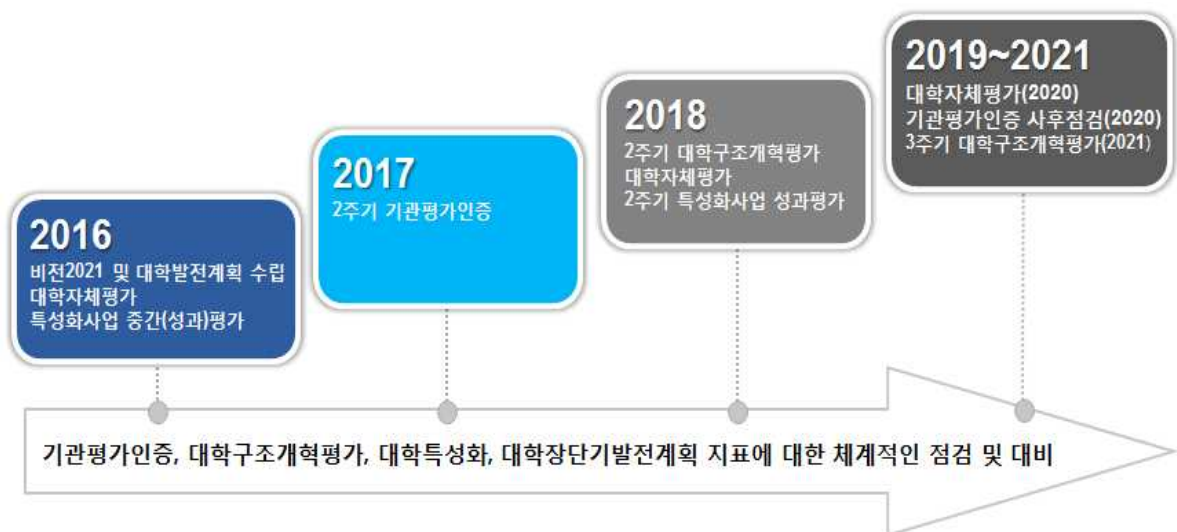 2016
비전2021 및 대학발전계획 수립
대학자체평가
특성화사업 중간(성과)평가
2017
2주기 기관평가인증
2018
2주기 대학구조개혁평가
대학자체평가
2주기 특성화사업 성과평가
2019~2021
대학자체평가(2020)
기관평가인증 사후점검(2020)
3주기 대학구조개혁평가(2021)
기관평가인증, 대학구조개혁평가, 대학특성화, 대학장단기발전계획 지표에 대한 체계적인 점검 및 대비